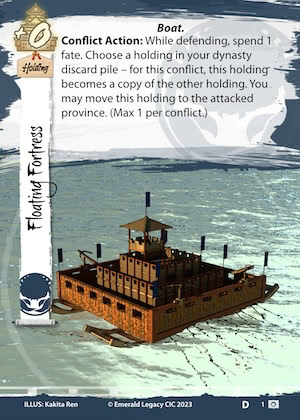 +0
Holding
Boat.
Conflict Action: While defending, spend 1
fate. Choose a holding in your dynasty
discard pile – for this conflict, this holding
becomes a copy of the other holding. You
may move this holding to the attacked
province. (Max 1 per conflict.)
Floating Fortress
ILLUS: Kakita Ren
© Emerald Legacy CIC 2023
D
1